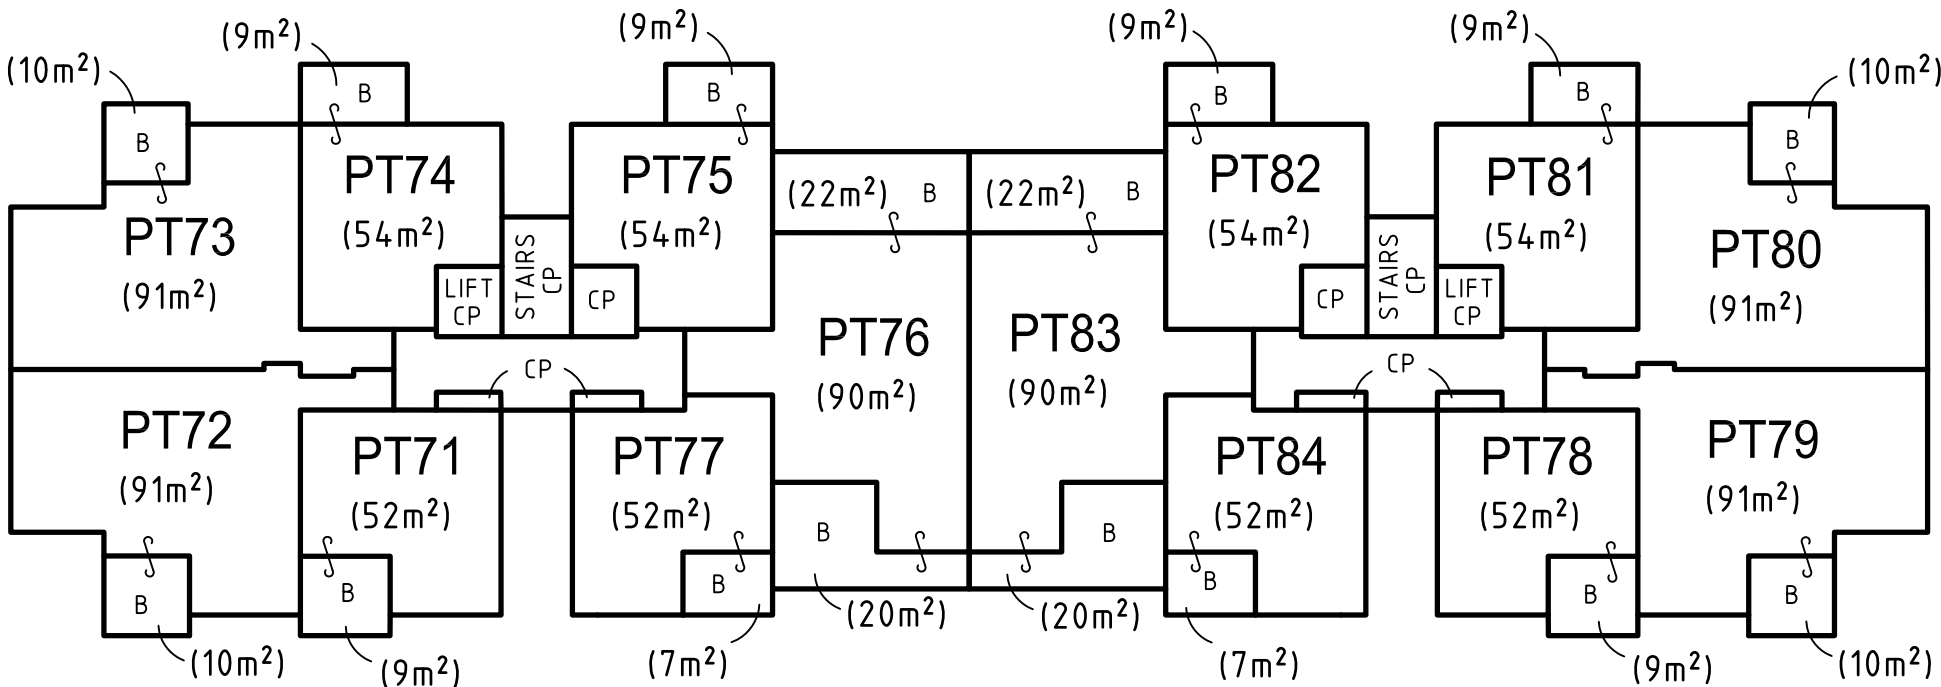 (9m²) (9m²) (9m²) (9m²)
(10m²) (10m²)
B B B B
B B
PT74 PT75 PT82 PT81
(22m²) B (22m²) B
PT73 (54m²) (54m²) (54m²) (54m²) PT80
STAIRS CP STAIRS CP
(91m²) LIFT CP CP CP LIFT CP (91m²)
PT76 PT83
CP CP
(90m²) (90m²)
PT72 PT71 PT77 PT84 PT78 PT79
(91m²) (52m²) (52m²) (52m²) (52m²) (91m²)
B B
B B B B B B
(20m²) (20m²)
(10m²) (9m²) (7m²) (7m²) (9m²) (10m²)